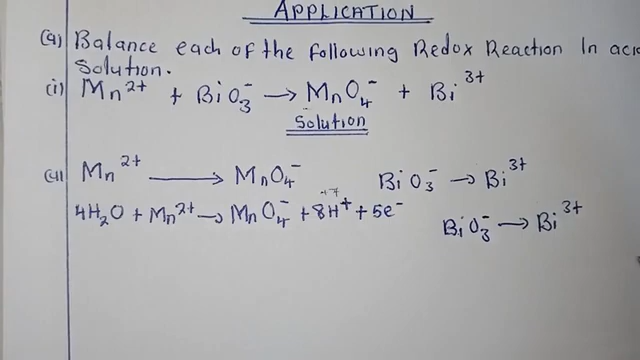 APPLICATION
(a) Balance each of the following Redox Reaction In acid
Solution.
(i) Mn²⁺ + BiO₃⁻ → MnO₄⁻ + Bi³⁺
Solution
Mn²⁺ → MnO₄⁻ BiO₃⁻ → Bi³⁺
4H₂O + Mn²⁺ → MnO₄⁻ + 8H⁺ + 5e⁻ BiO₃⁻ → Bi³⁺